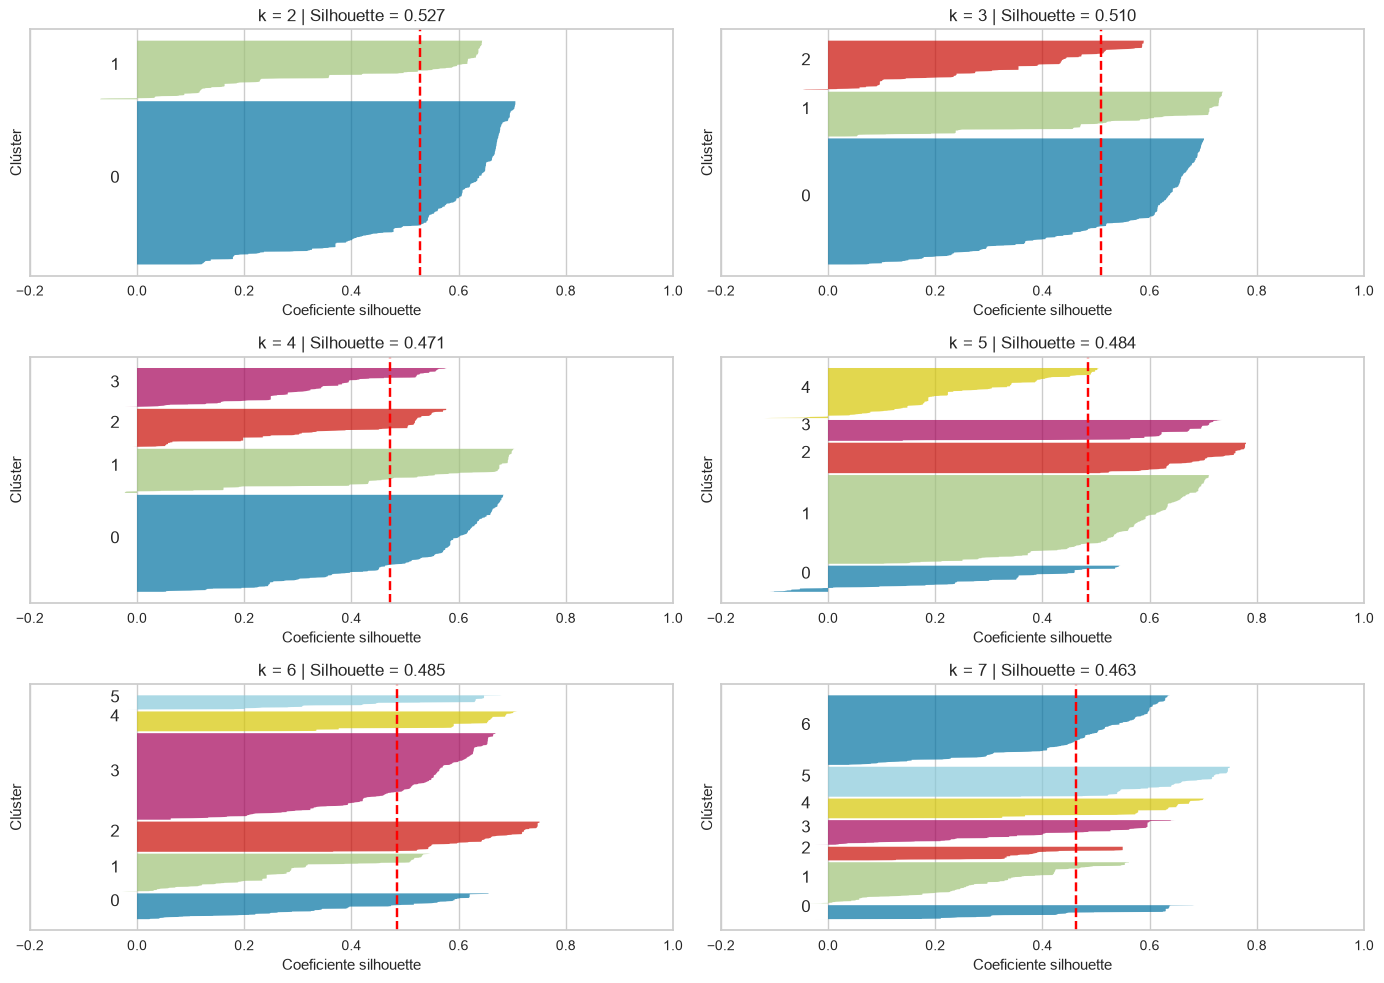 k = 2 | Silhouette = 0.527
Clúster
1
0
−0.2 0.0 0.2 0.4 0.6 0.8 1.0
Coeficiente silhouette
k = 3 | Silhouette = 0.510
Clúster
2
1
0
−0.2 0.0 0.2 0.4 0.6 0.8 1.0
Coeficiente silhouette
k = 4 | Silhouette = 0.471
Clúster
3
2
1
0
−0.2 0.0 0.2 0.4 0.6 0.8 1.0
Coeficiente silhouette
k = 5 | Silhouette = 0.484
Clúster
4
3
2
1
0
−0.2 0.0 0.2 0.4 0.6 0.8 1.0
Coeficiente silhouette
k = 6 | Silhouette = 0.485
Clúster
5
4
3
2
1
0
−0.2 0.0 0.2 0.4 0.6 0.8 1.0
Coeficiente silhouette
k = 7 | Silhouette = 0.463
Clúster
6
5
4
3
2
1
0
−0.2 0.0 0.2 0.4 0.6 0.8 1.0
Coeficiente silhouette